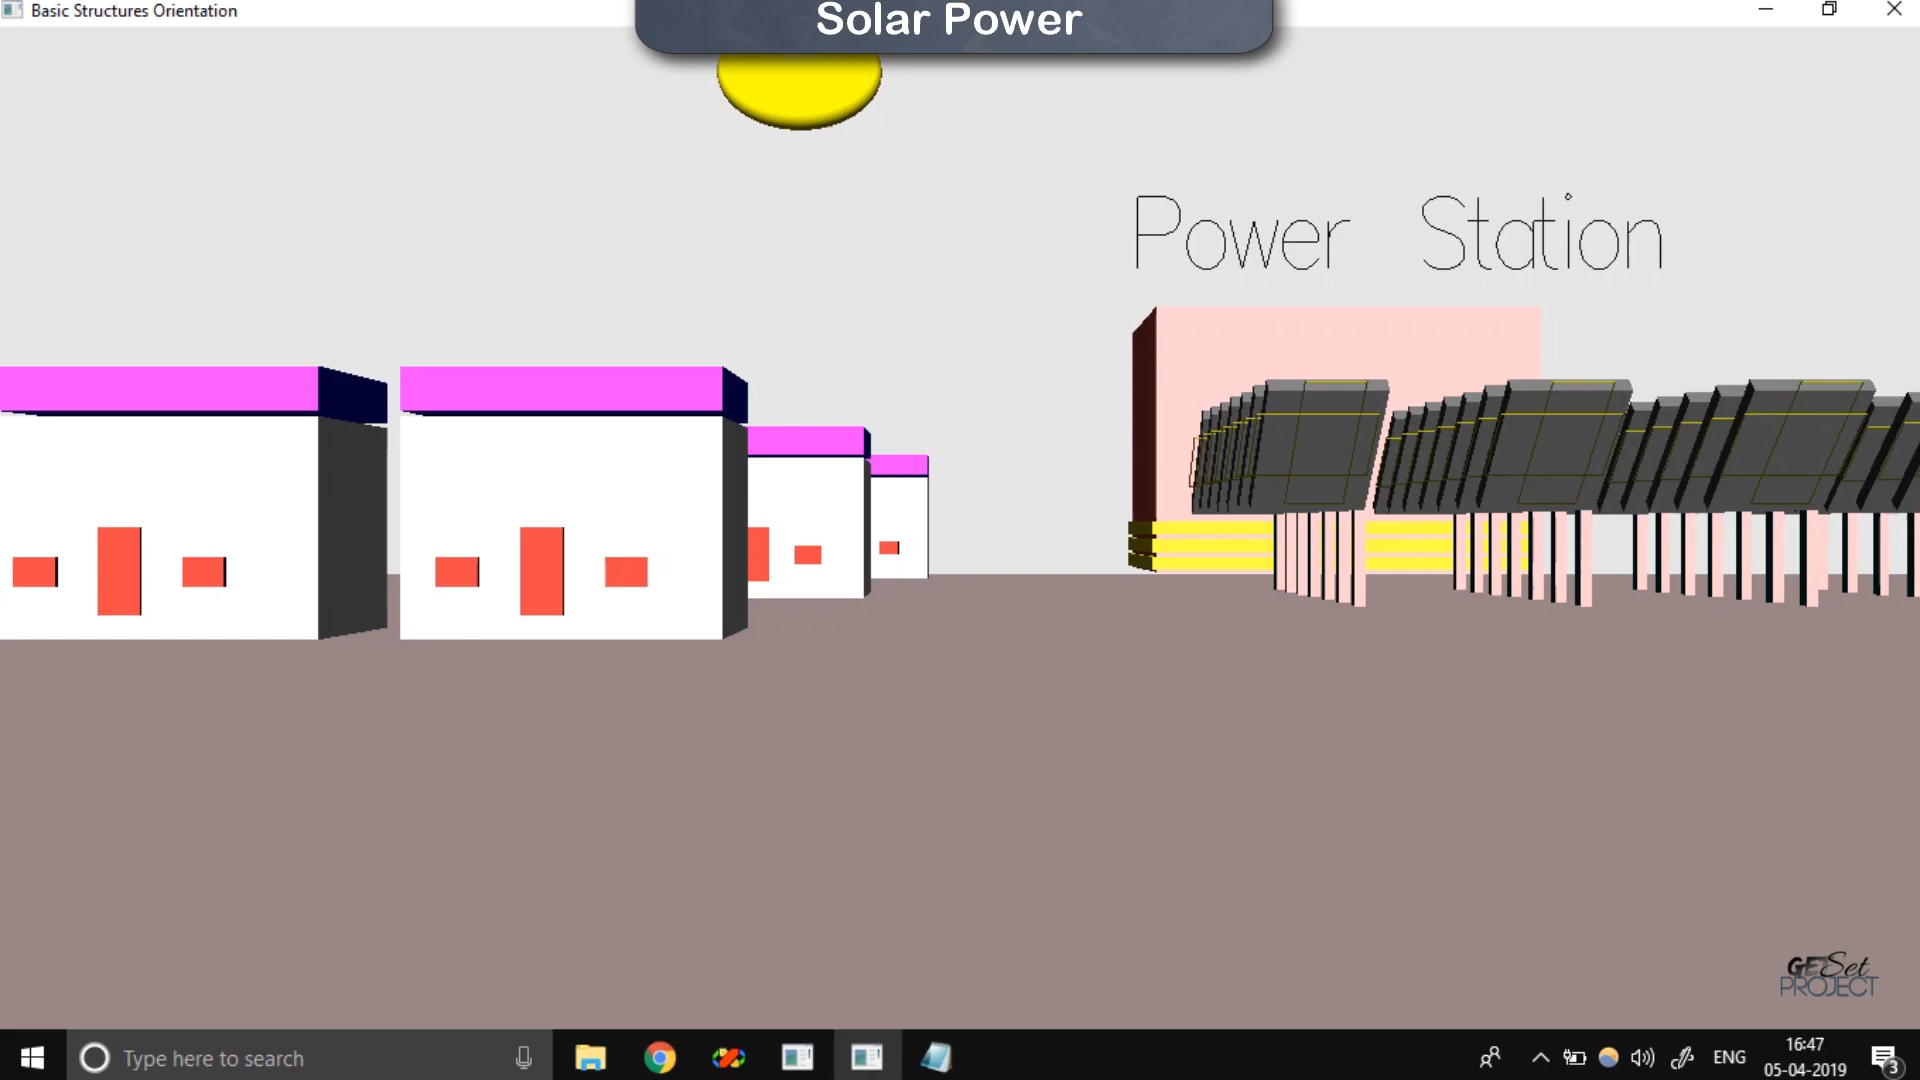 Basic Structures Orientation
Solar Power
Power Station
GETSet
PROJECT
Type here to search
ENG
16:47
05-04-2019
3